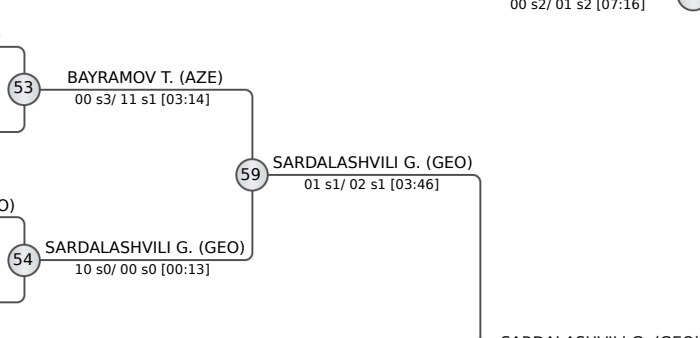 00 s2/ 01 s2 [07:16]
53
BAYRAMOV T. (AZE)
00 s3/ 11 s1 [03:14]
59
SARDALASHVILI G. (GEO)
01 s1/ 02 s1 [03:46]
O)
54
SARDALASHVILI G. (GEO)
10 s0/ 00 s0 [00:13]